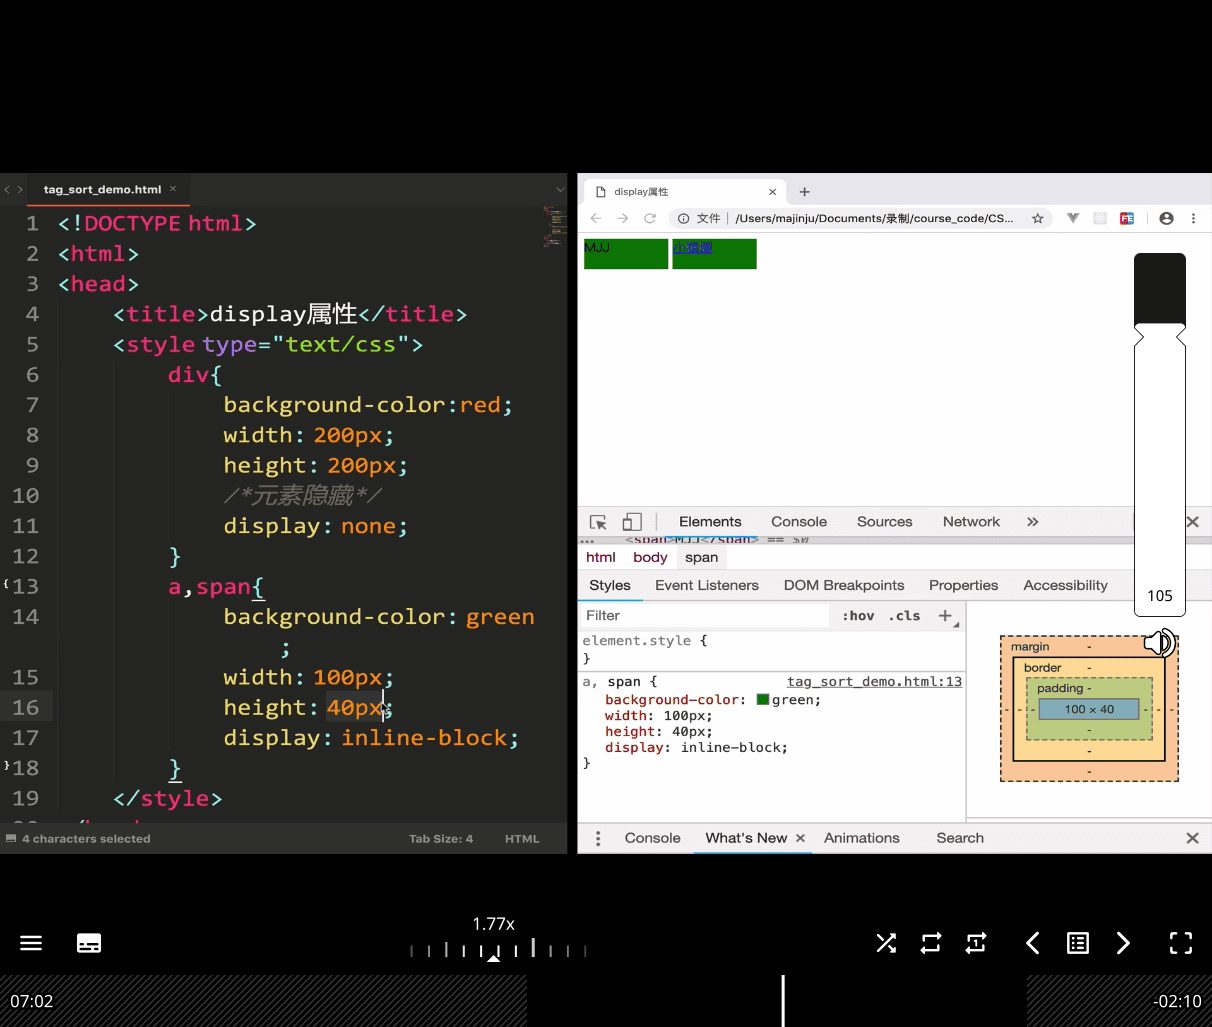 tag_sort_demo.html ×
1 <!DOCTYPE html>
2 <html>
3 <head>
4 <title>display属性</title>
5 <style type="text/css">
6 div{
7 background-color:red;
8 width: 200px;
9 height: 200px;
10 /*元素隐藏*/
11 display: none;
12 }
13 a,span{
14 background-color: green
;
15 width: 100px;
16 height: 40px;
17 display: inline-block;
18 }
19 </style>
4 characters selected
Tab Size: 4
HTML
display属性
文件 | /Users/majinju/Documents/录制/course_code/CS...
MJJ
Elements Console Sources Network »
<span>MJJ</span> == $0
html body span
Styles Event Listeners DOM Breakpoints Properties Accessibility
Filter :hov .cls +
element.style {
}
a, span { tag_sort_demo.html:13
background-color: green;
width: 100px;
height: 40px;
display: inline-block;
}
margin -
border -
padding -
- - - 100 × 40 - - -
-
-
-
105
Console What's New × Animations Search
1.77x
07:02
-02:10